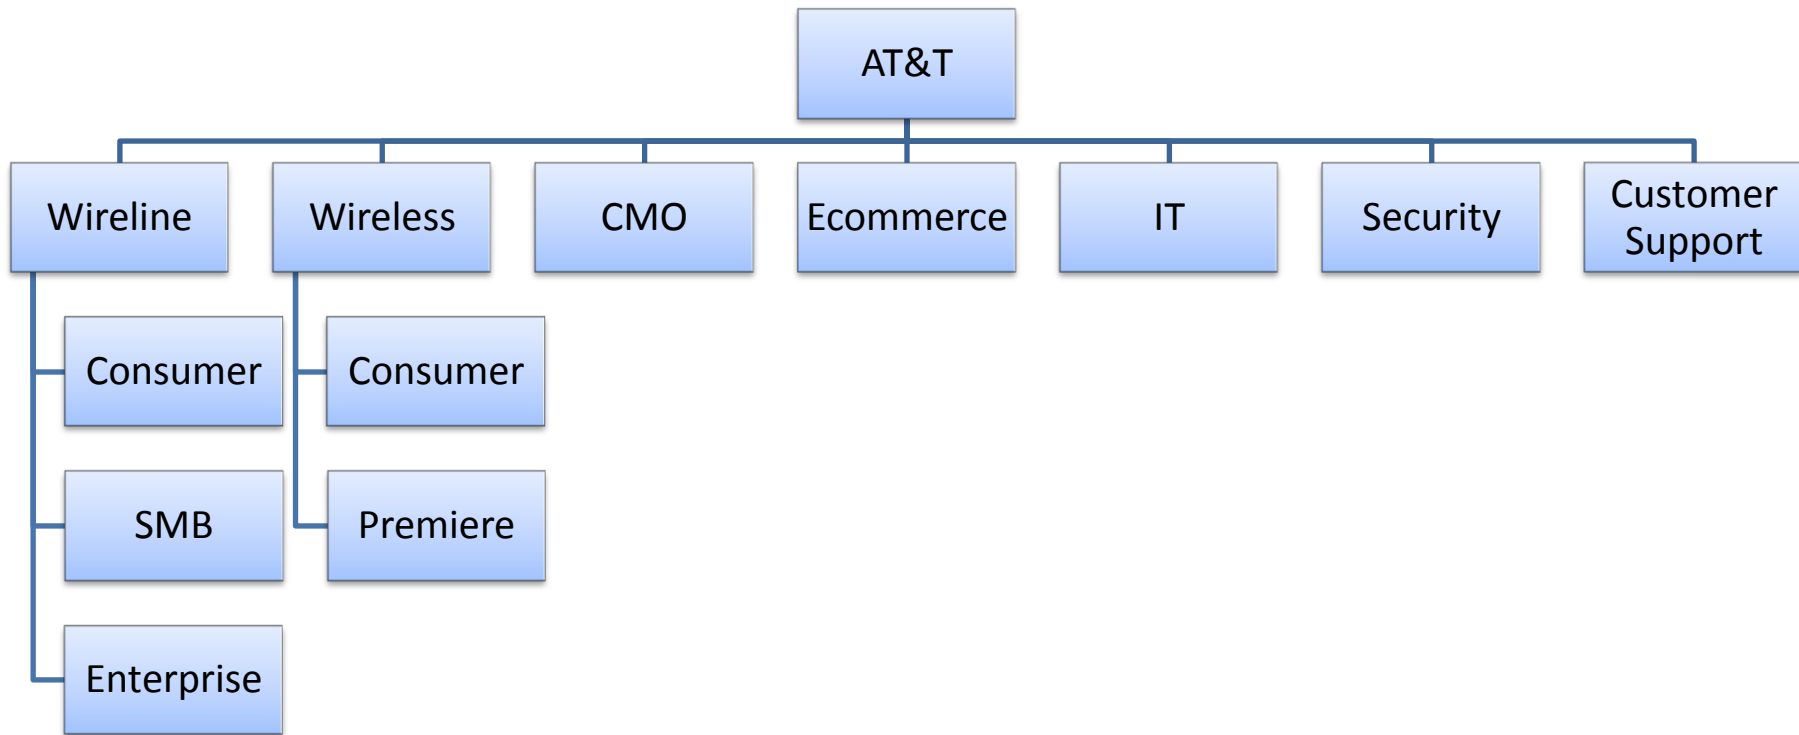 AT&T
Wireline
Wireless
CMO
Ecommerce
IT
Security
Customer
Support
Consumer
Consumer
SMB
Premiere
Enterprise